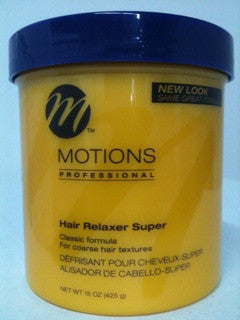 NEW LOOK
SAME GREAT
M
TM
MOTIONS
PROFESSIONAL
Hair Relaxer Super
Classic formula
For coarse hair textures
DÉFRISANT POUR CHEVEUX-SUPER
ALISADOR DE CABELLO-SUPER
NET WT 15 OZ (425 g)